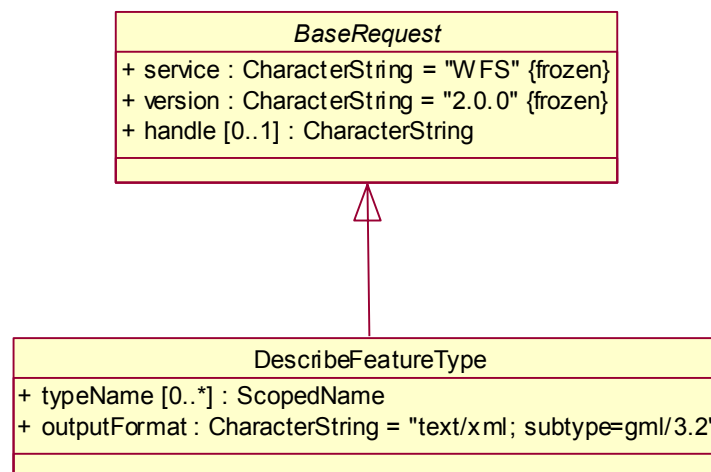 BaseRequest
+ service : CharacterString = "WFS" {frozen}
+ version : CharacterString = "2.0.0" {frozen}
+ handle [0..1] : CharacterString
DescribeFeatureType
+ typeName [0..*] : ScopedName
+ outputFormat : CharacterString = "text/xml; subtype=gml/3.2"